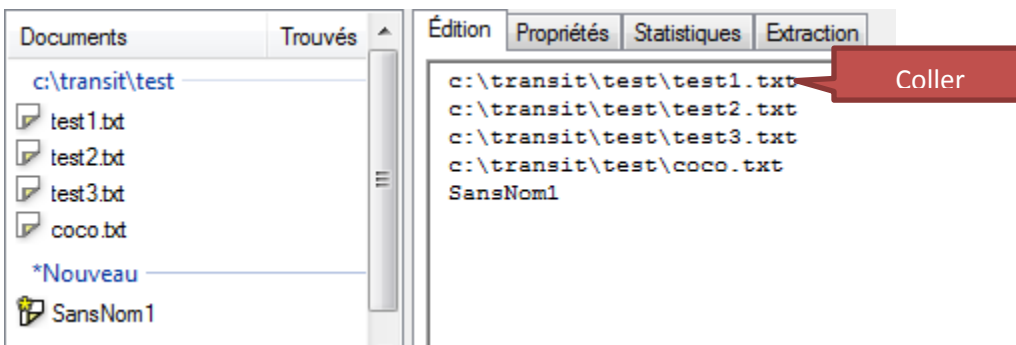 Documents Trouvés
c:\transit\test
test1.txt
test2.txt
test3.txt
coco.txt
*Nouveau
SansNom1
Édition Propriétés Statistiques Extraction
c:\transit\test\test1.txt
Coller
c:\transit\test\test2.txt
c:\transit\test\test3.txt
c:\transit\test\coco.txt
SansNom1